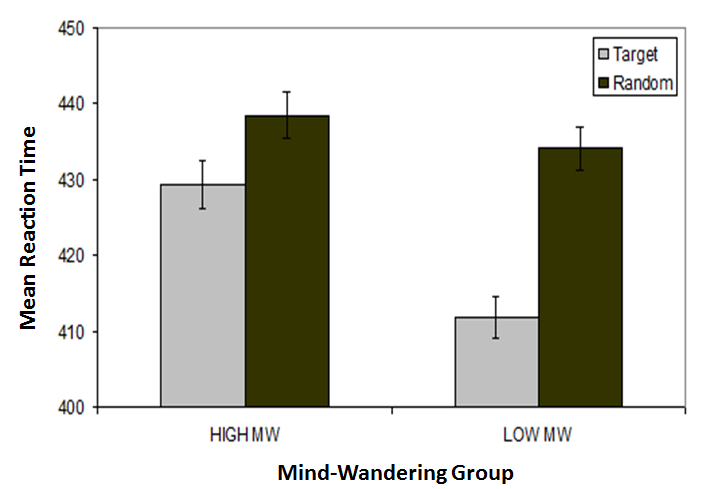 450
440
430
420
410
400
Mean Reaction Time
Target
Random
HIGH MW
LOW MW
Mind-Wandering Group